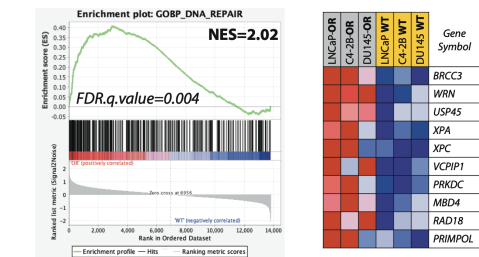 Enrichment plot: GOBP_DNA_REPAIR
NES=2.02
Enrichment score (ES)
0.40
0.35
0.30
0.25
0.20
0.15
0.10
0.05
0.00
-0.05
FDR.q.value=0.004
'OR' (positively correlated)
Ranked list metric (Signal2Noise)
2
1
0
-1
-2
Zero cross at 6956
'WT' (negatively correlated)
0 2,000 4,000 6,000 8,000 10,000 12,000 14,000
Rank in Ordered Dataset
Enrichment profile Hits Ranking metric scores
LNCaP-OR
C4-2B-OR
DU145-OR
LNCaP WT
C4-2B WT
DU145 WT
Gene
Symbol
BRCC3
WRN
USP45
XPA
XPC
VCPIP1
PRKDC
MBD4
RAD18
PRIMPOL